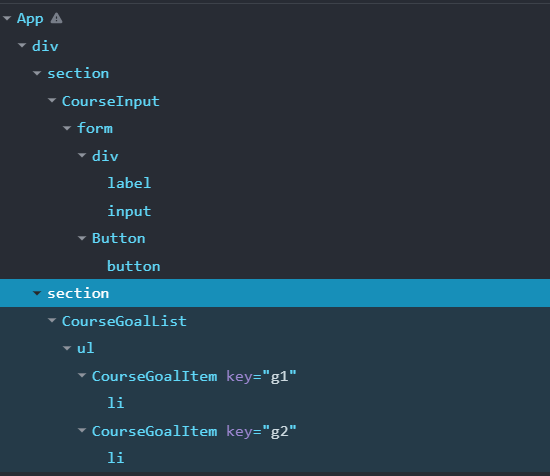 App
div
section
CourseInput
form
div
label
input
Button
button
section
CourseGoalList
ul
CourseGoalItem key="g1"
li
CourseGoalItem key="g2"
li